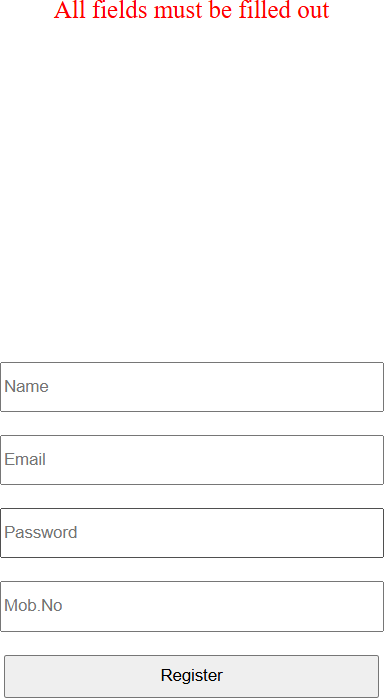 All fields must be filled out
Name
Email
Password
Mob.No
Register